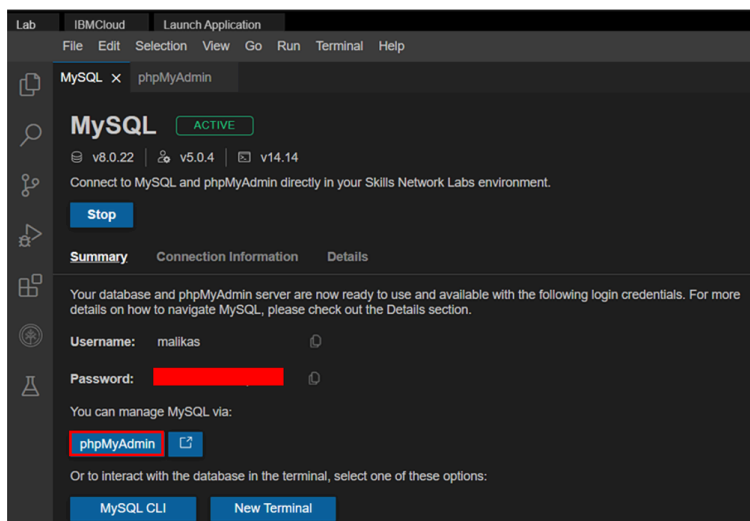 Lab IBMCloud Launch Application
File Edit Selection View Go Run Terminal Help
MySQL × phpMyAdmin
MySQL ACTIVE
v8.0.22 v5.0.4 v14.14
Connect to MySQL and phpMyAdmin directly in your Skills Network Labs environment.
Stop
Summary Connection Information Details
Your database and phpMyAdmin server are now ready to use and available with the following login credentials. For more
details on how to navigate MySQL, please check out the Details section.
Username: malikas
Password:
You can manage MySQL via:
phpMyAdmin
Or to interact with the database in the terminal, select one of these options:
MySQL CLI New Terminal